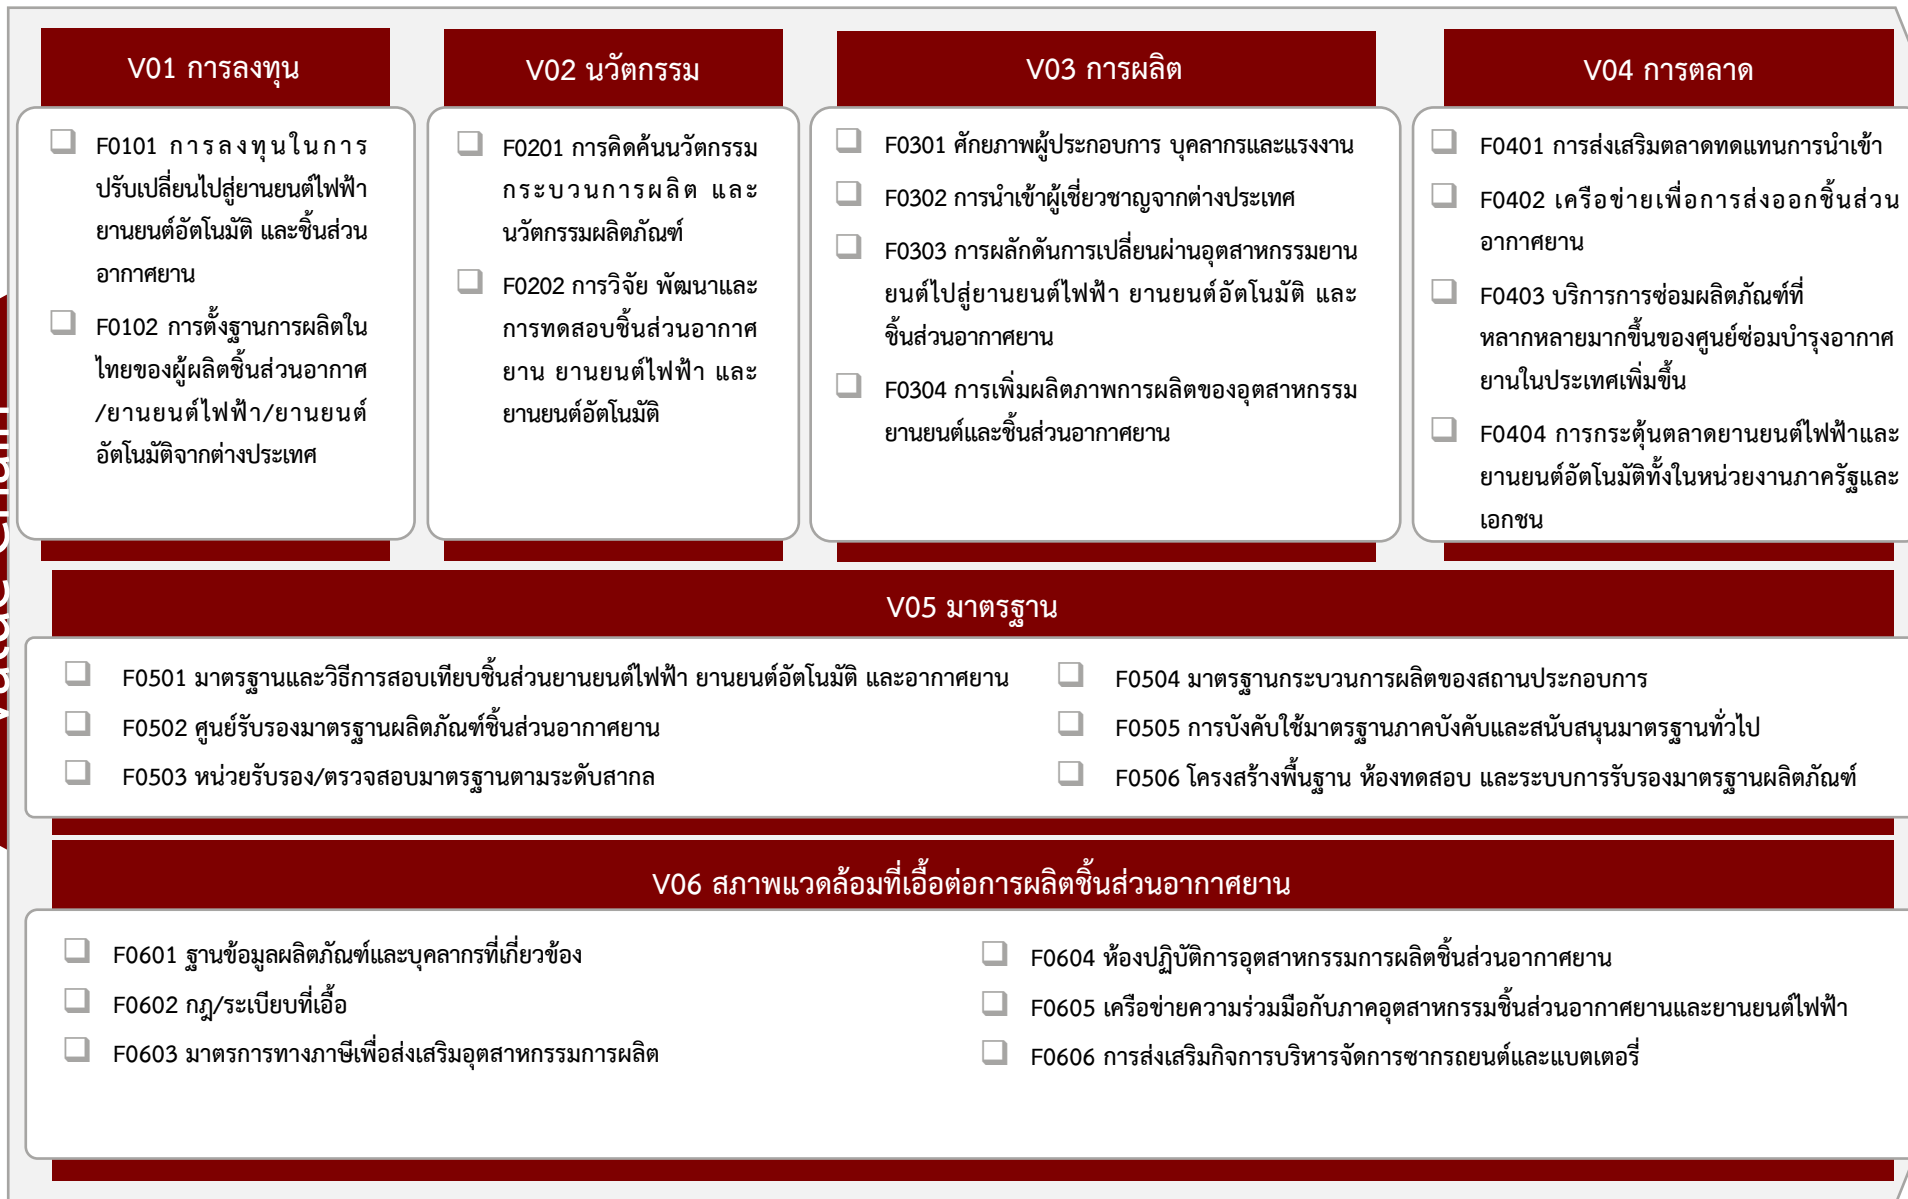 V01 การลงทุน
F0101 การลงทุนในการ
ปรับเปลี่ยนไปสู่ยานยนต์ไฟฟ้า
ยานยนต์อัตโนมัติ และชิ้นส่วน
อากาศยาน
F0102 การตั้งฐานการผลิตใน
ไทยของผู้ผลิตชิ้นส่วนอากาศ
/ยานยนต์ไฟฟ้า/ยานยนต์
อัตโนมัติจากต่างประเทศ
V02 นวัตกรรม
F0201 การคิดค้นนวัตกรรม
กระบวนการผลิต และ
นวัตกรรมผลิตภัณฑ์
F0202 การวิจัย พัฒนาและ
การทดสอบชิ้นส่วนอากาศ
ยาน ยานยนต์ไฟฟ้า และ
ยานยนต์อัตโนมัติ
V03 การผลิต
F0301 ศักยภาพผู้ประกอบการ บุคลากรและแรงงาน
F0302 การนำเข้าผู้เชี่ยวชาญจากต่างประเทศ
F0303 การผลักดันการเปลี่ยนผ่านอุตสาหกรรมยาน
ยนต์ไปสู่ยานยนต์ไฟฟ้า ยานยนต์อัตโนมัติ และ
ชิ้นส่วนอากาศยาน
F0304 การเพิ่มผลิตภาพการผลิตของอุตสาหกรรม
ยานยนต์และชิ้นส่วนอากาศยาน
V04 การตลาด
F0401 การส่งเสริมตลาดทดแทนการนำเข้า
F0402 เครือข่ายเพื่อการส่งออกชิ้นส่วน
อากาศยาน
F0403 บริการการซ่อมผลิตภัณฑ์ที่
หลากหลายมากขึ้นของศูนย์ซ่อมบำรุงอากาศ
ยานในประเทศเพิ่มขึ้น
F0404 การกระตุ้นตลาดยานยนต์ไฟฟ้าและ
ยานยนต์อัตโนมัติทั้งในหน่วยงานภาครัฐและ
เอกชน
V05 มาตรฐาน
F0501 มาตรฐานและวิธีการสอบเทียบชิ้นส่วนยานยนต์ไฟฟ้า ยานยนต์อัตโนมัติ และอากาศยาน
F0502 ศูนย์รับรองมาตรฐานผลิตภัณฑ์ชิ้นส่วนอากาศยาน
F0503 หน่วยรับรอง/ตรวจสอบมาตรฐานตามระดับสากล
F0504 มาตรฐานกระบวนการผลิตของสถานประกอบการ
F0505 การบังคับใช้มาตรฐานภาคบังคับและสนับสนุนมาตรฐานทั่วไป
F0506 โครงสร้างพื้นฐาน ห้องทดสอบ และระบบการรับรองมาตรฐานผลิตภัณฑ์
V06 สภาพแวดล้อมที่เอื้อต่อการผลิตชิ้นส่วนอากาศยาน
F0601 ฐานข้อมูลผลิตภัณฑ์และบุคลากรที่เกี่ยวข้อง
F0602 กฎ/ระเบียบที่เอื้อ
F0603 มาตรการทางภาษีเพื่อส่งเสริมอุตสาหกรรมการผลิต
F0604 ห้องปฏิบัติการอุตสาหกรรมการผลิตชิ้นส่วนอากาศยาน
F0605 เครือข่ายความร่วมมือกับภาคอุตสาหกรรมชิ้นส่วนอากาศยานและยานยนต์ไฟฟ้า
F0606 การส่งเสริมกิจการบริหารจัดการซากรถยนต์และแบตเตอรี่